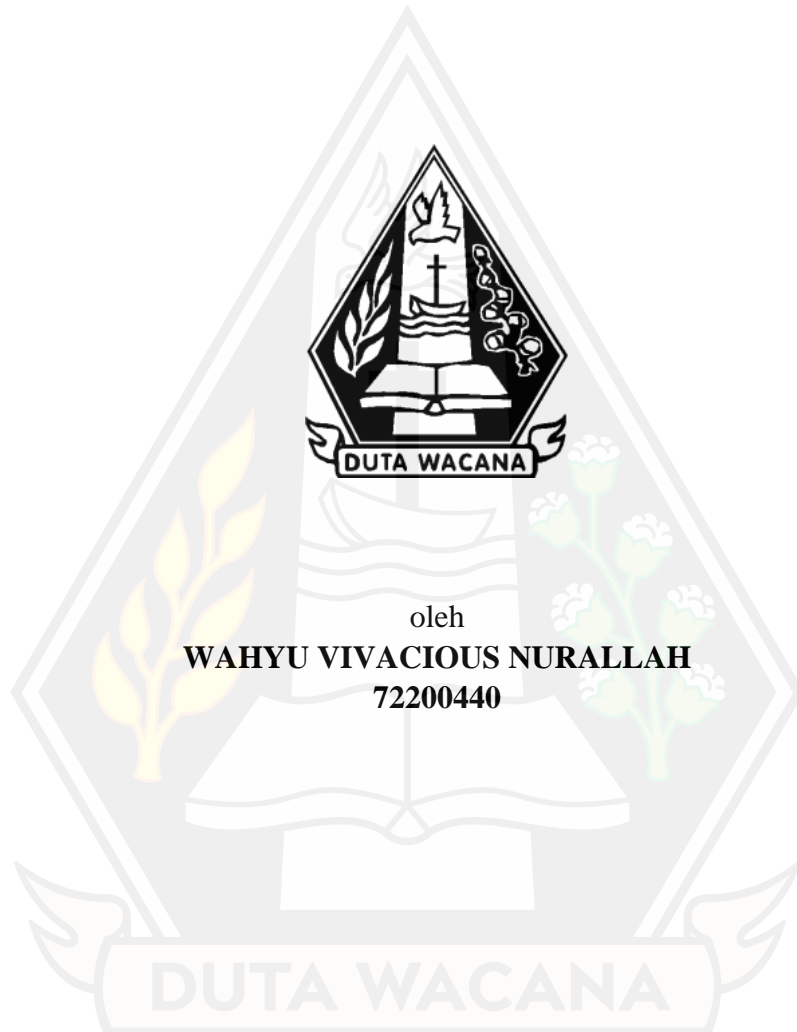 DUTA WACANA
oleh
WAHYU VIVACIOUS NURALLAH
72200440
DUTA WACANA